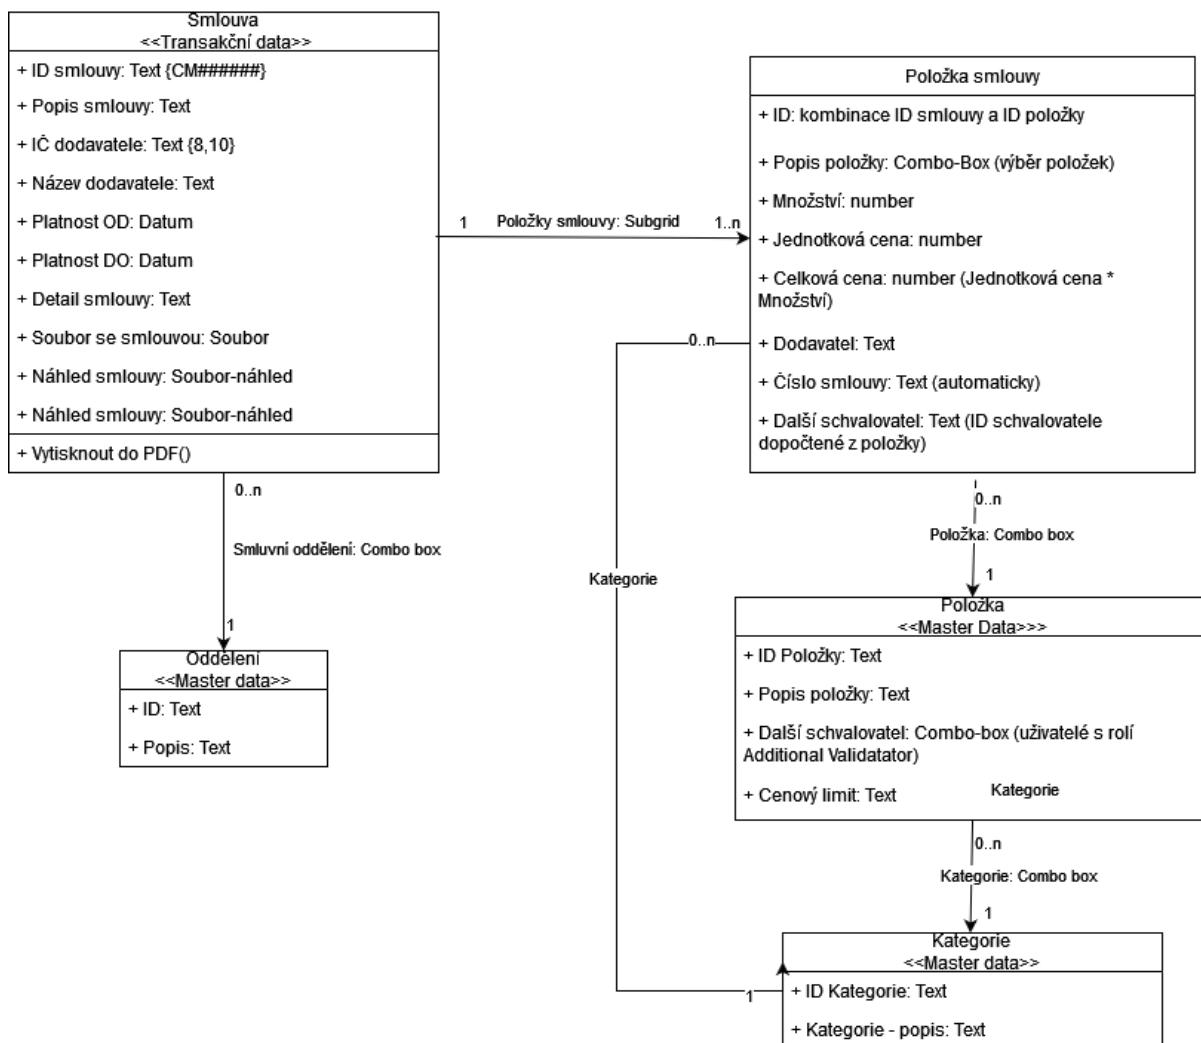 Smlouva
<<Transakční data>>
+ ID smlouvy: Text {CM######}
+ Popis smlouvy: Text
+ IČ dodavatele: Text {8,10}
+ Název dodavatele: Text
+ Platnost OD: Datum
+ Platnost DO: Datum
+ Detail smlouvy: Text
+ Soubor se smlouvou: Soubor
+ Náhled smlouvy: Soubor-náhled
+ Náhled smlouvy: Soubor-náhled
+ Vytisknout do PDF()
1
Položky smlouvy: Subgrid
1..n
Položka smlouvy
+ ID: kombinace ID smlouvy a ID položky
+ Popis položky: Combo-Box (výběr položek)
+ Množství: number
+ Jednotková cena: number
+ Celková cena: number (Jednotková cena *
Množství)
+ Dodavatel: Text
+ Číslo smlouvy: Text (automaticky)
+ Další schvalovatel: Text (ID schvalovatele
dopočtené z položky)
0..n
Kategorie
1
0..n
Smluvní oddělení: Combo box
1
Oddělení
<<Master data>>
+ ID: Text
+ Popis: Text
0..n
Položka: Combo box
1
Položka
<<Master Data>>>
+ ID Položky: Text
+ Popis položky: Text
+ Další schvalovatel: Combo-box (uživatelé s rolí
Additional Validatator)
+ Cenový limit: Text
Kategorie
0..n
Kategorie: Combo box
1
Kategorie
<<Master data>>
+ ID Kategorie: Text
+ Kategorie - popis: Text